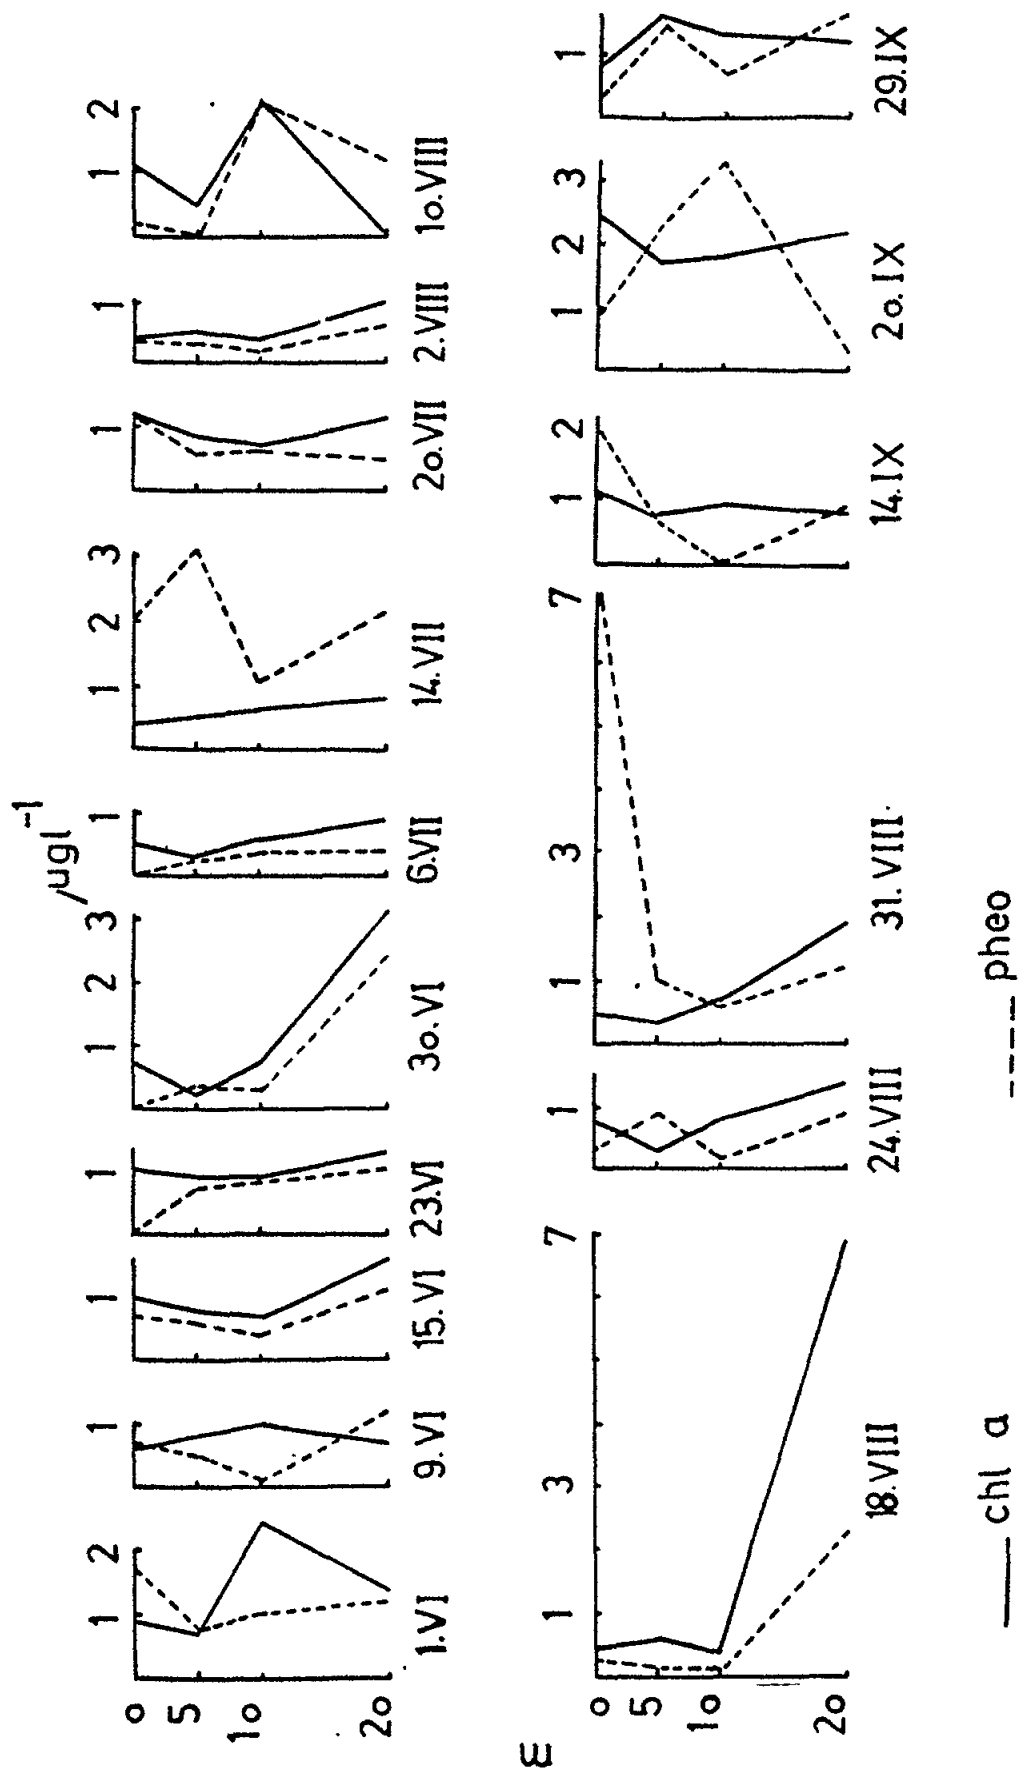 /ugl⁻¹
1 2 1 1 1 1 2 3 1 1 2 3 1 1 1 2
0
5
10
20
1.VI 9.VI 15.VI 23.VI 30.VI 6.VII 14.VII 20.VII 2.VIII 10.VIII
m
1 3 7 1 1 3 7 1 2 1 2 3 1
0
5
10
20
18.VIII 24.VIII 31.VIII 14.IX 20.IX 29.IX
chl a pheo